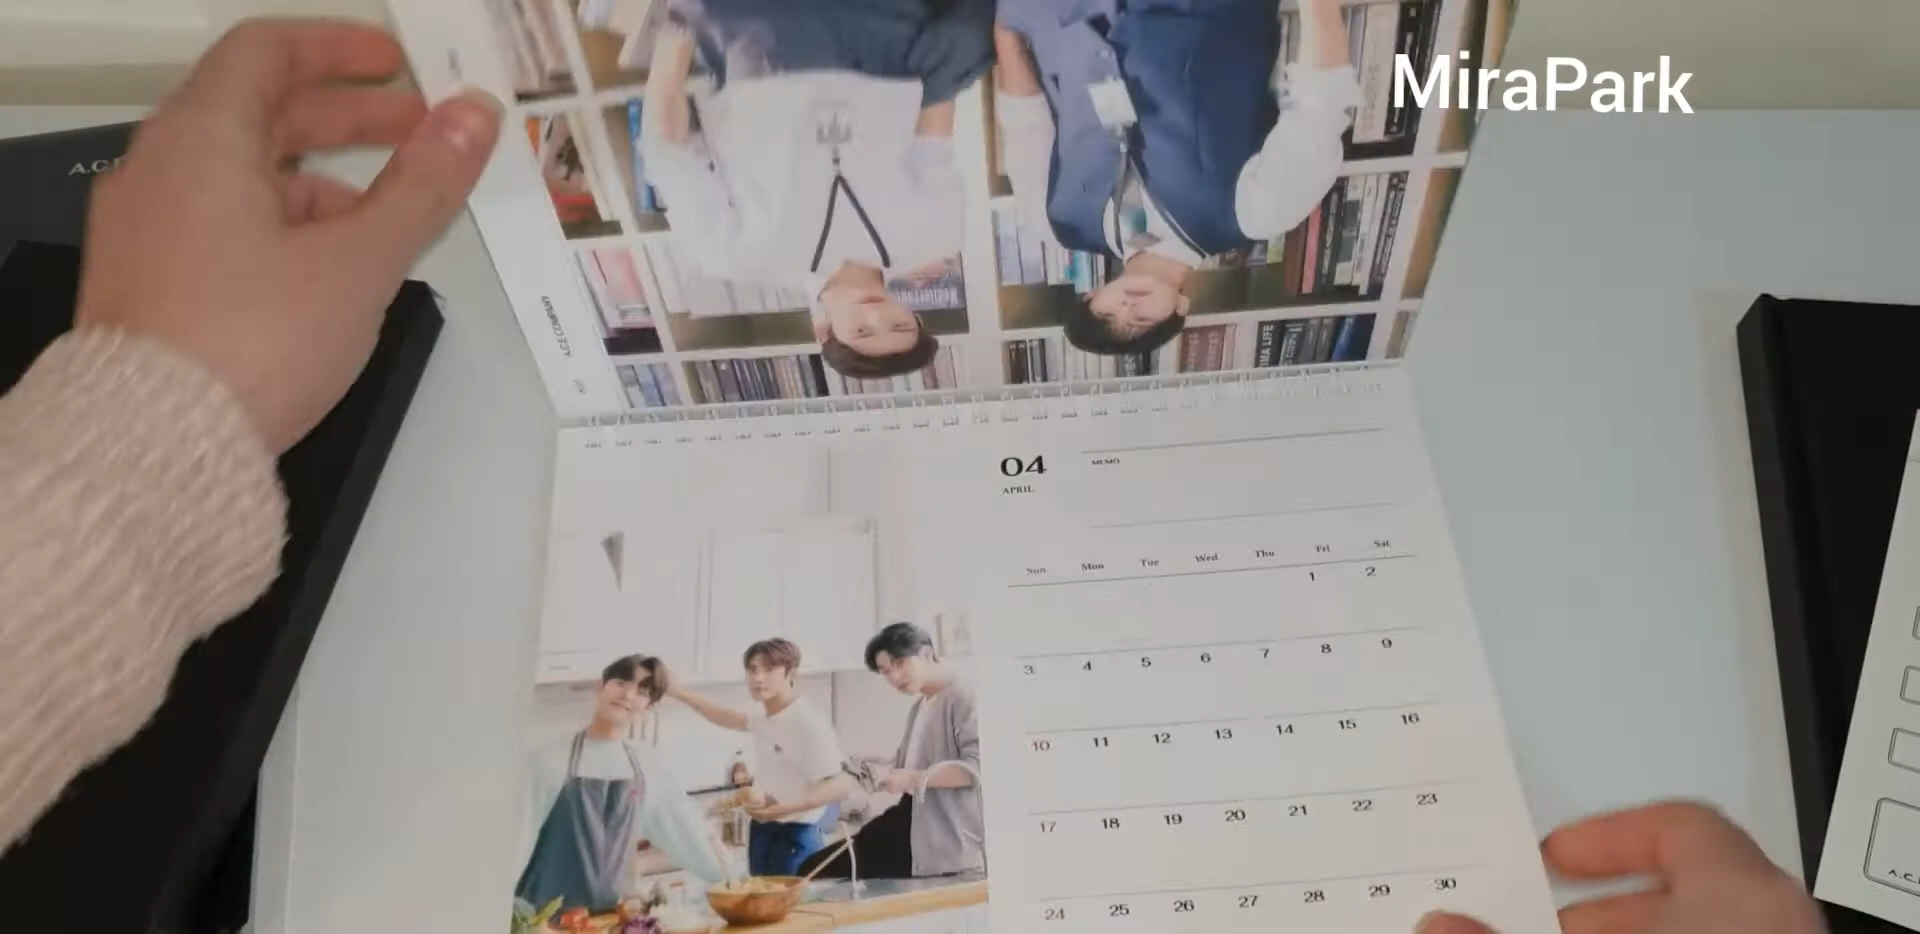 MiraPark
A.C.E COMPANY
04
APRIL
MEMO
Sun Mon Tue Wed Thu Fri Sat
1 2
3 4 5 6 7 8 9
10 11 12 13 14 15 16
17 18 19 20 21 22 23
24 25 26 27 28 29 30